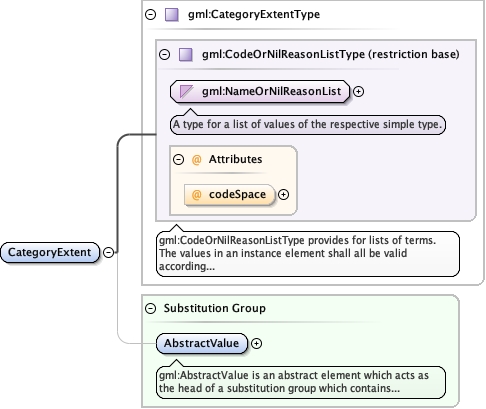 gml:CategoryExtentType
gml:CodeOrNilReasonListType (restriction base)
gml:NameOrNilReasonList
A type for a list of values of the respective simple type.
@ Attributes
@ codeSpace
gml:CodeOrNilReasonListType provides for lists of terms.
The values in an instance element shall all be valid
according...
CategoryExtent
Substitution Group
AbstractValue
gml:AbstractValue is an abstract element which acts as
the head of a substitution group which contains...